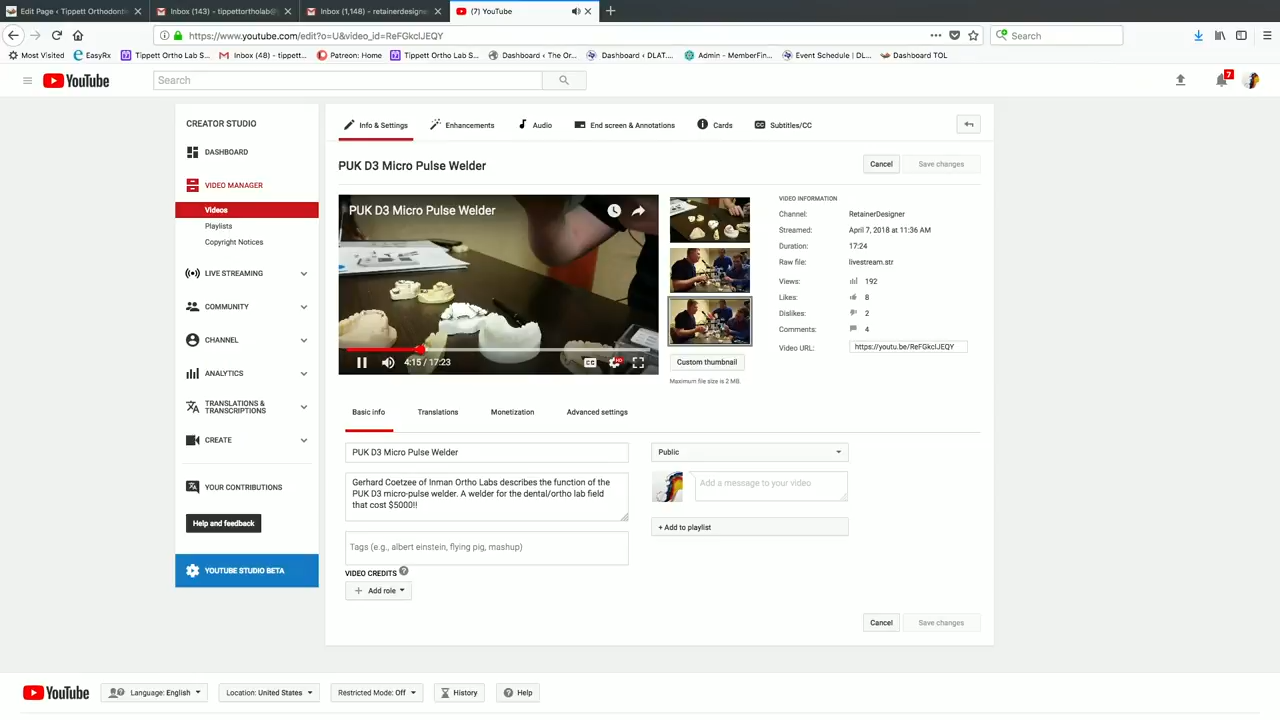 Edit Page ‹ Tippett Orthodont
Inbox (143) - tippettortholab@
Inbox (1,148) - retainerdesigne
(7) YouTube
https://www.youtube.com/edit?o=U&video_id=ReFGkclJEQY
Search
Most Visited
EasyRx
Tippett Ortho Lab S...
Inbox (48) - tippett...
Patreon: Home
Tippett Ortho Lab S...
Dashboard ‹ The Or...
Dashboard ‹ DLAT...
Admin - MemberFin...
Event Schedule | DL...
Dashboard TOL
YouTube
Search
7
CREATOR STUDIO
DASHBOARD
VIDEO MANAGER
Videos
Playlists
Copyright Notices
LIVE STREAMING
COMMUNITY
CHANNEL
ANALYTICS
TRANSLATIONS &
TRANSCRIPTIONS
CREATE
YOUR CONTRIBUTIONS
Help and feedback
YOUTUBE STUDIO BETA
Info & Settings
Enhancements
Audio
End screen & Annotations
Cards
CC Subtitles/CC
PUK D3 Micro Pulse Welder
Cancel
Save changes
PUK D3 Micro Pulse Welder
4:15 / 17:23
CC
HD
Custom thumbnail
Maximum file size is 2 MB.
VIDEO INFORMATION
Channel: RetainerDesigner
Streamed: April 7, 2018 at 11:36 AM
Duration: 17:24
Raw file: livestream.str
Views: 192
Likes: 8
Dislikes: 2
Comments: 4
Video URL: https://youtu.be/ReFGkclJEQY
Basic info
Translations
Monetization
Advanced settings
PUK D3 Micro Pulse Welder
Gerhard Coetzee of Inman Ortho Labs describes the function of the
PUK D3 micro-pulse welder. A welder for the dental/ortho lab field
that cost $5000!!
Tags (e.g., albert einstein, flying pig, mashup)
VIDEO CREDITS ?
+ Add role
Public
Add a message to your video
+ Add to playlist
Cancel
Save changes
YouTube
Language: English
Location: United States
Restricted Mode: Off
History
Help